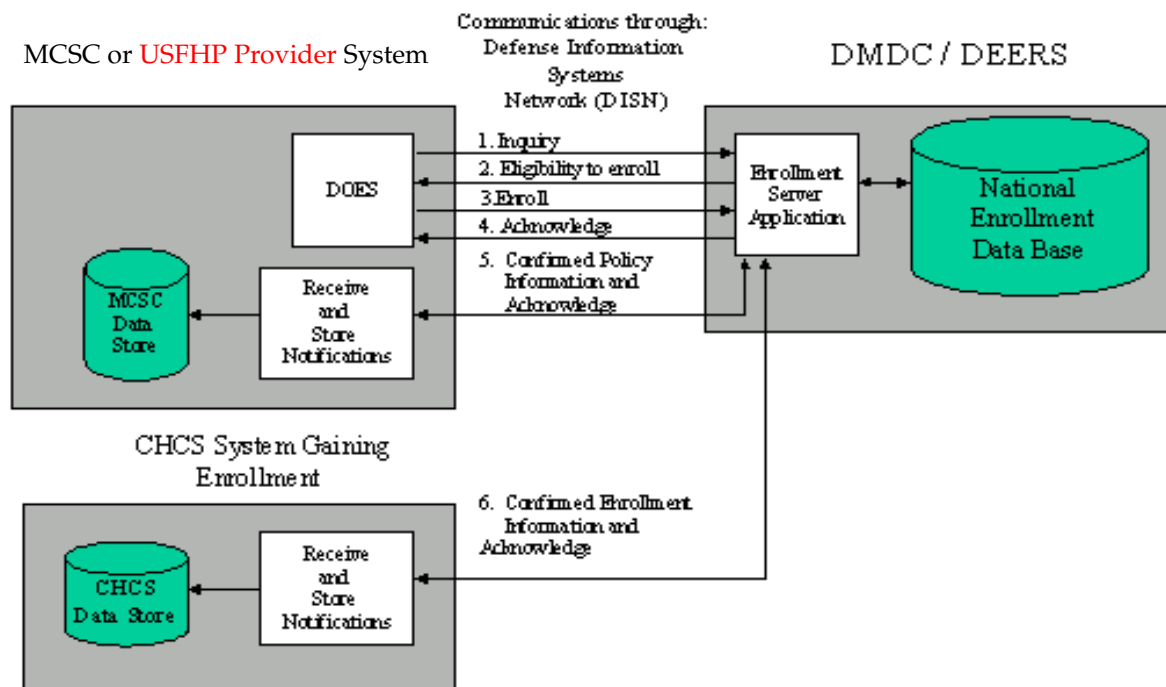 MCSC or USFHP Provider System
Communications through:
Defense Information
Systems
Network (DISN)
DMDC / DEERS
DOES
1. Inquiry
2. Eligibility to enroll
3.Enroll
4. Acknowledge
5. Confirmed Policy
Information and
Acknowledge
Enrollment
Server
Application
National
Enrollment
Data Base
MCSC
Data
Store
Receive
and
Store
Notifications
CHCS System Gaining
Enrollment
6. Confirmed Enrollment
Information and
Acknowledge
CHCS
Data Store
Receive
and
Store
Notifications